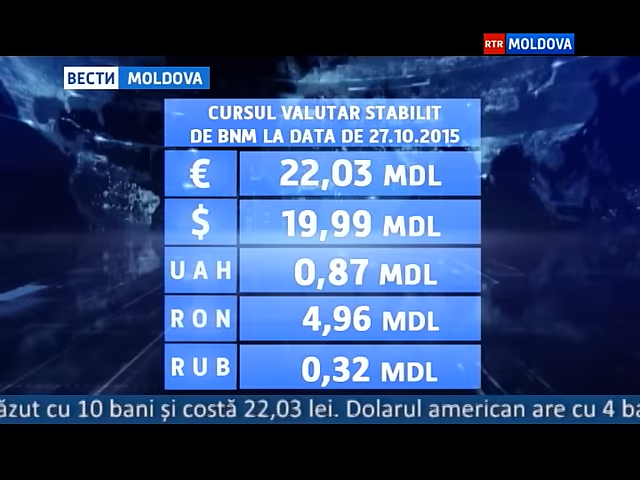 RTR MOLDOVA
ВЕСТИ MOLDOVA
CURSUL VALUTAR STABILIT
DE BNM LA DATA DE 27.10.2015
€ 22,03 MDL
$ 19,99 MDL
UAH 0,87 MDL
RON 4,96 MDL
RUB 0,32 MDL
ăzut cu 10 bani și costă 22,03 lei. Dolarul american are cu 4 ba